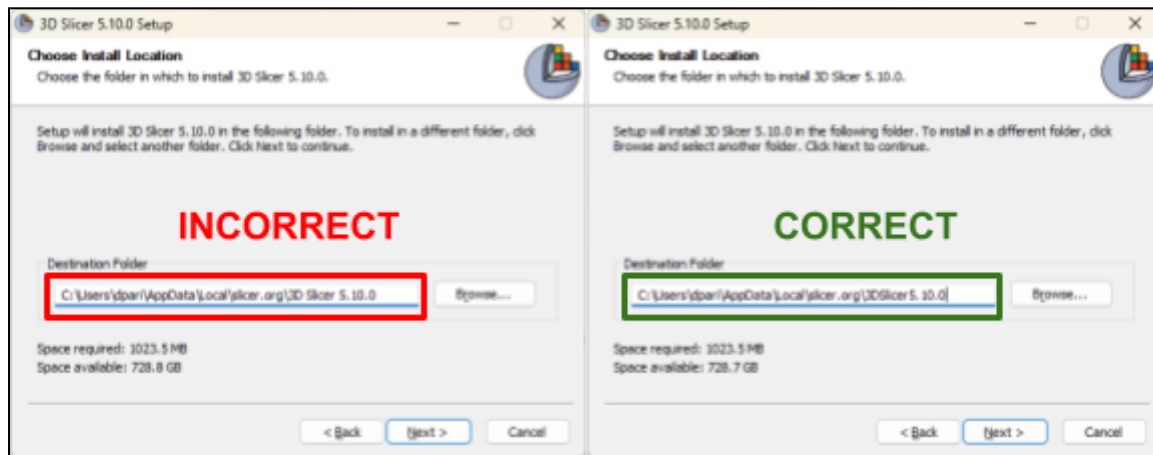 3D Slicer 5.10.0 Setup
Choose Install Location
Choose the folder in which to install 3D Slicer 5.10.0.
Setup will install 3D Slicer 5.10.0 in the following folder. To install in a different folder, click
Browse and select another folder. Click Next to continue.
INCORRECT
Destination Folder
C:\Users\dpari\AppData\Local\slicer.org\3D Slicer 5.10.0
Browse...
Space required: 1023.5 MB
Space available: 728.8 GB
< Back
Next >
Cancel
3D Slicer 5.10.0 Setup
Choose Install Location
Choose the folder in which to install 3D Slicer 5.10.0.
Setup will install 3D Slicer 5.10.0 in the following folder. To install in a different folder, click
Browse and select another folder. Click Next to continue.
CORRECT
Destination Folder
C:\Users\dpari\AppData\Local\slicer.org\3DSlicer5.10.0
Browse...
Space required: 1023.5 MB
Space available: 728.7 GB
< Back
Next >
Cancel